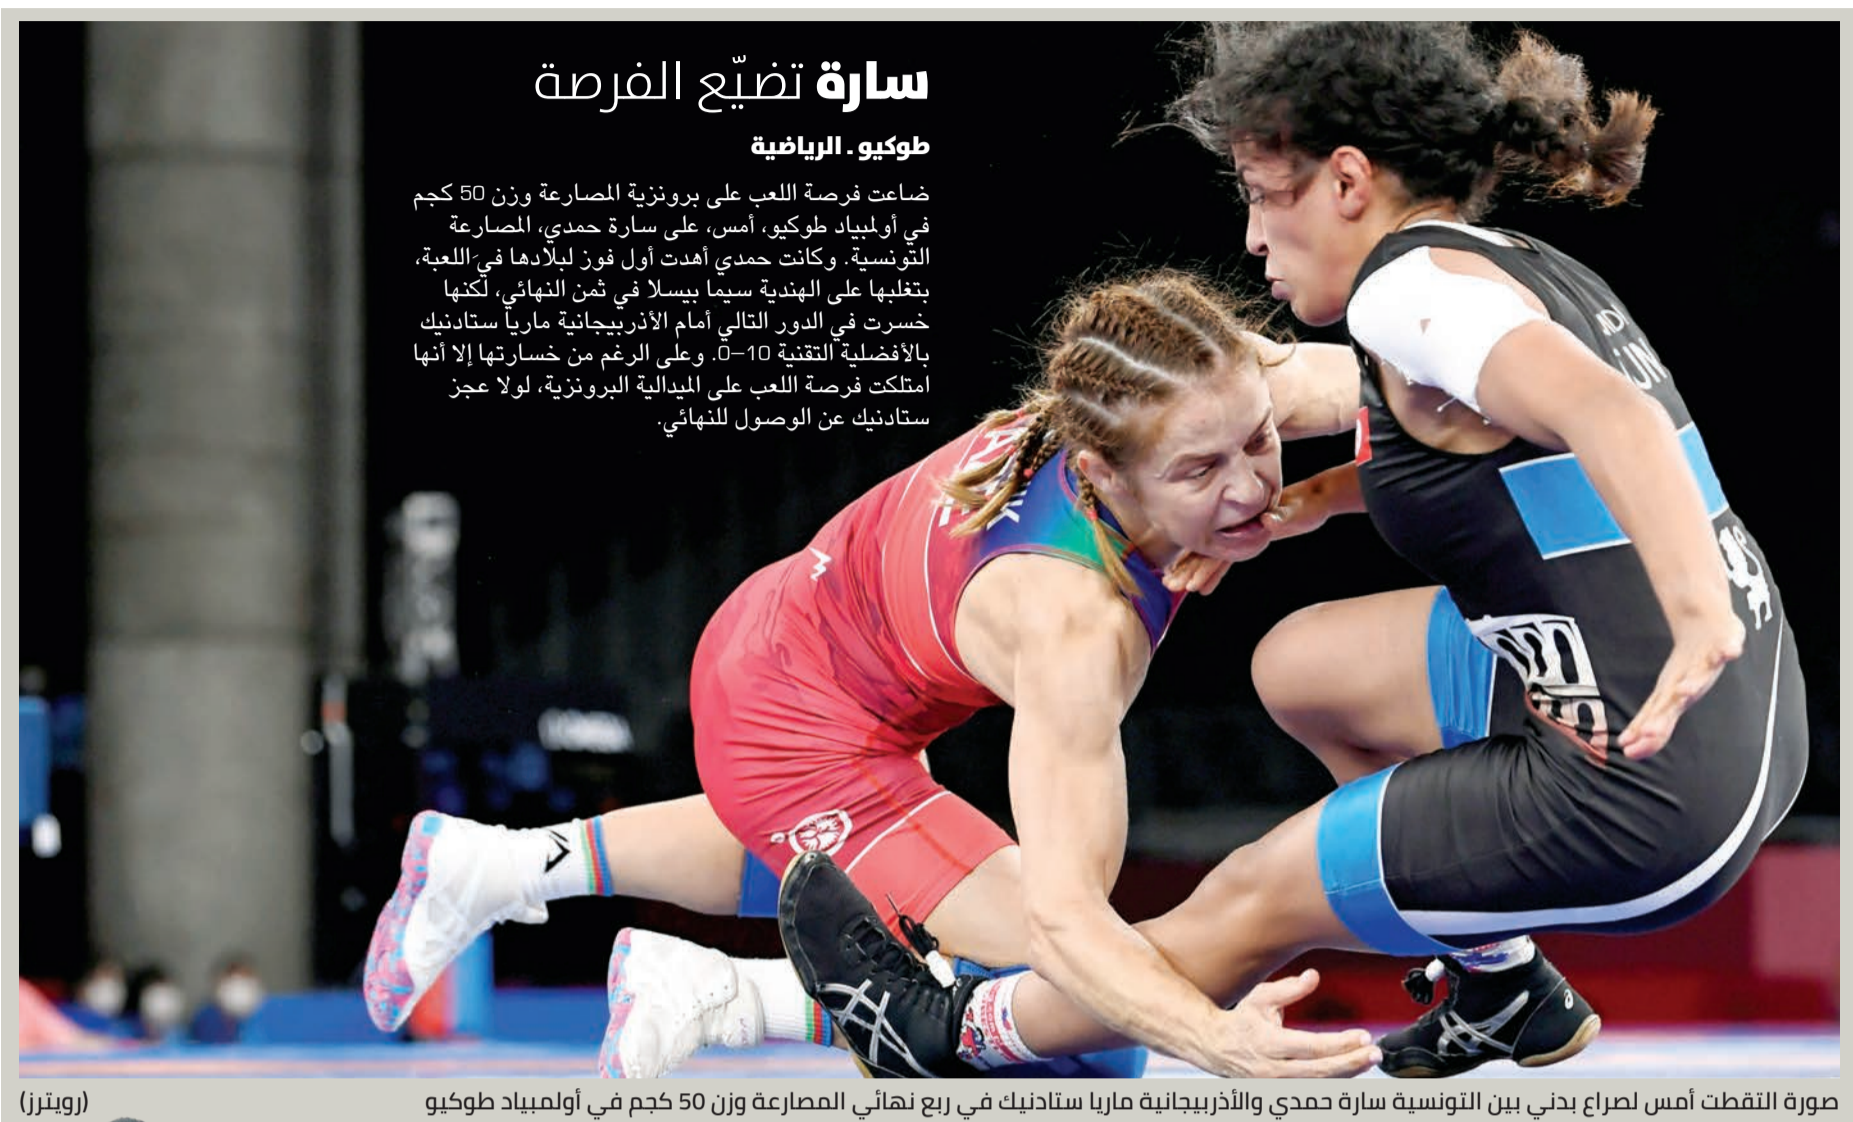 سارة تضيّع الفرصة
طوكيو ـ الرياضية
ضاعت فرصة اللعب على برونزية المصارعة وزن 50 كجم
في أولمبياد طوكيو، أمس، على سارة حمدي، المصارعة
التونسية. وكانت حمدي أهدت أول فوز لبلادها في اللعبة،
بتغلبها على الهندية سيما بيسلا في ثمن النهائي، لكنها
خسرت في الدور التالي أمام الأذربيجانية ماريا ستادنيك
بالأفضلية التقنية 10–0. وعلى الرغم من خسارتها إلا أنها
امتلكت فرصة اللعب على الميدالية البرونزية، لولا عجز
ستادنيك عن الوصول للنهائي.
صورة التقطت أمس لصراع بدني بين التونسية سارة حمدي والأذربيجانية ماريا ستادنيك في ربع نهائي المصارعة وزن 50 كجم في أولمبياد طوكيو
(رويترز)